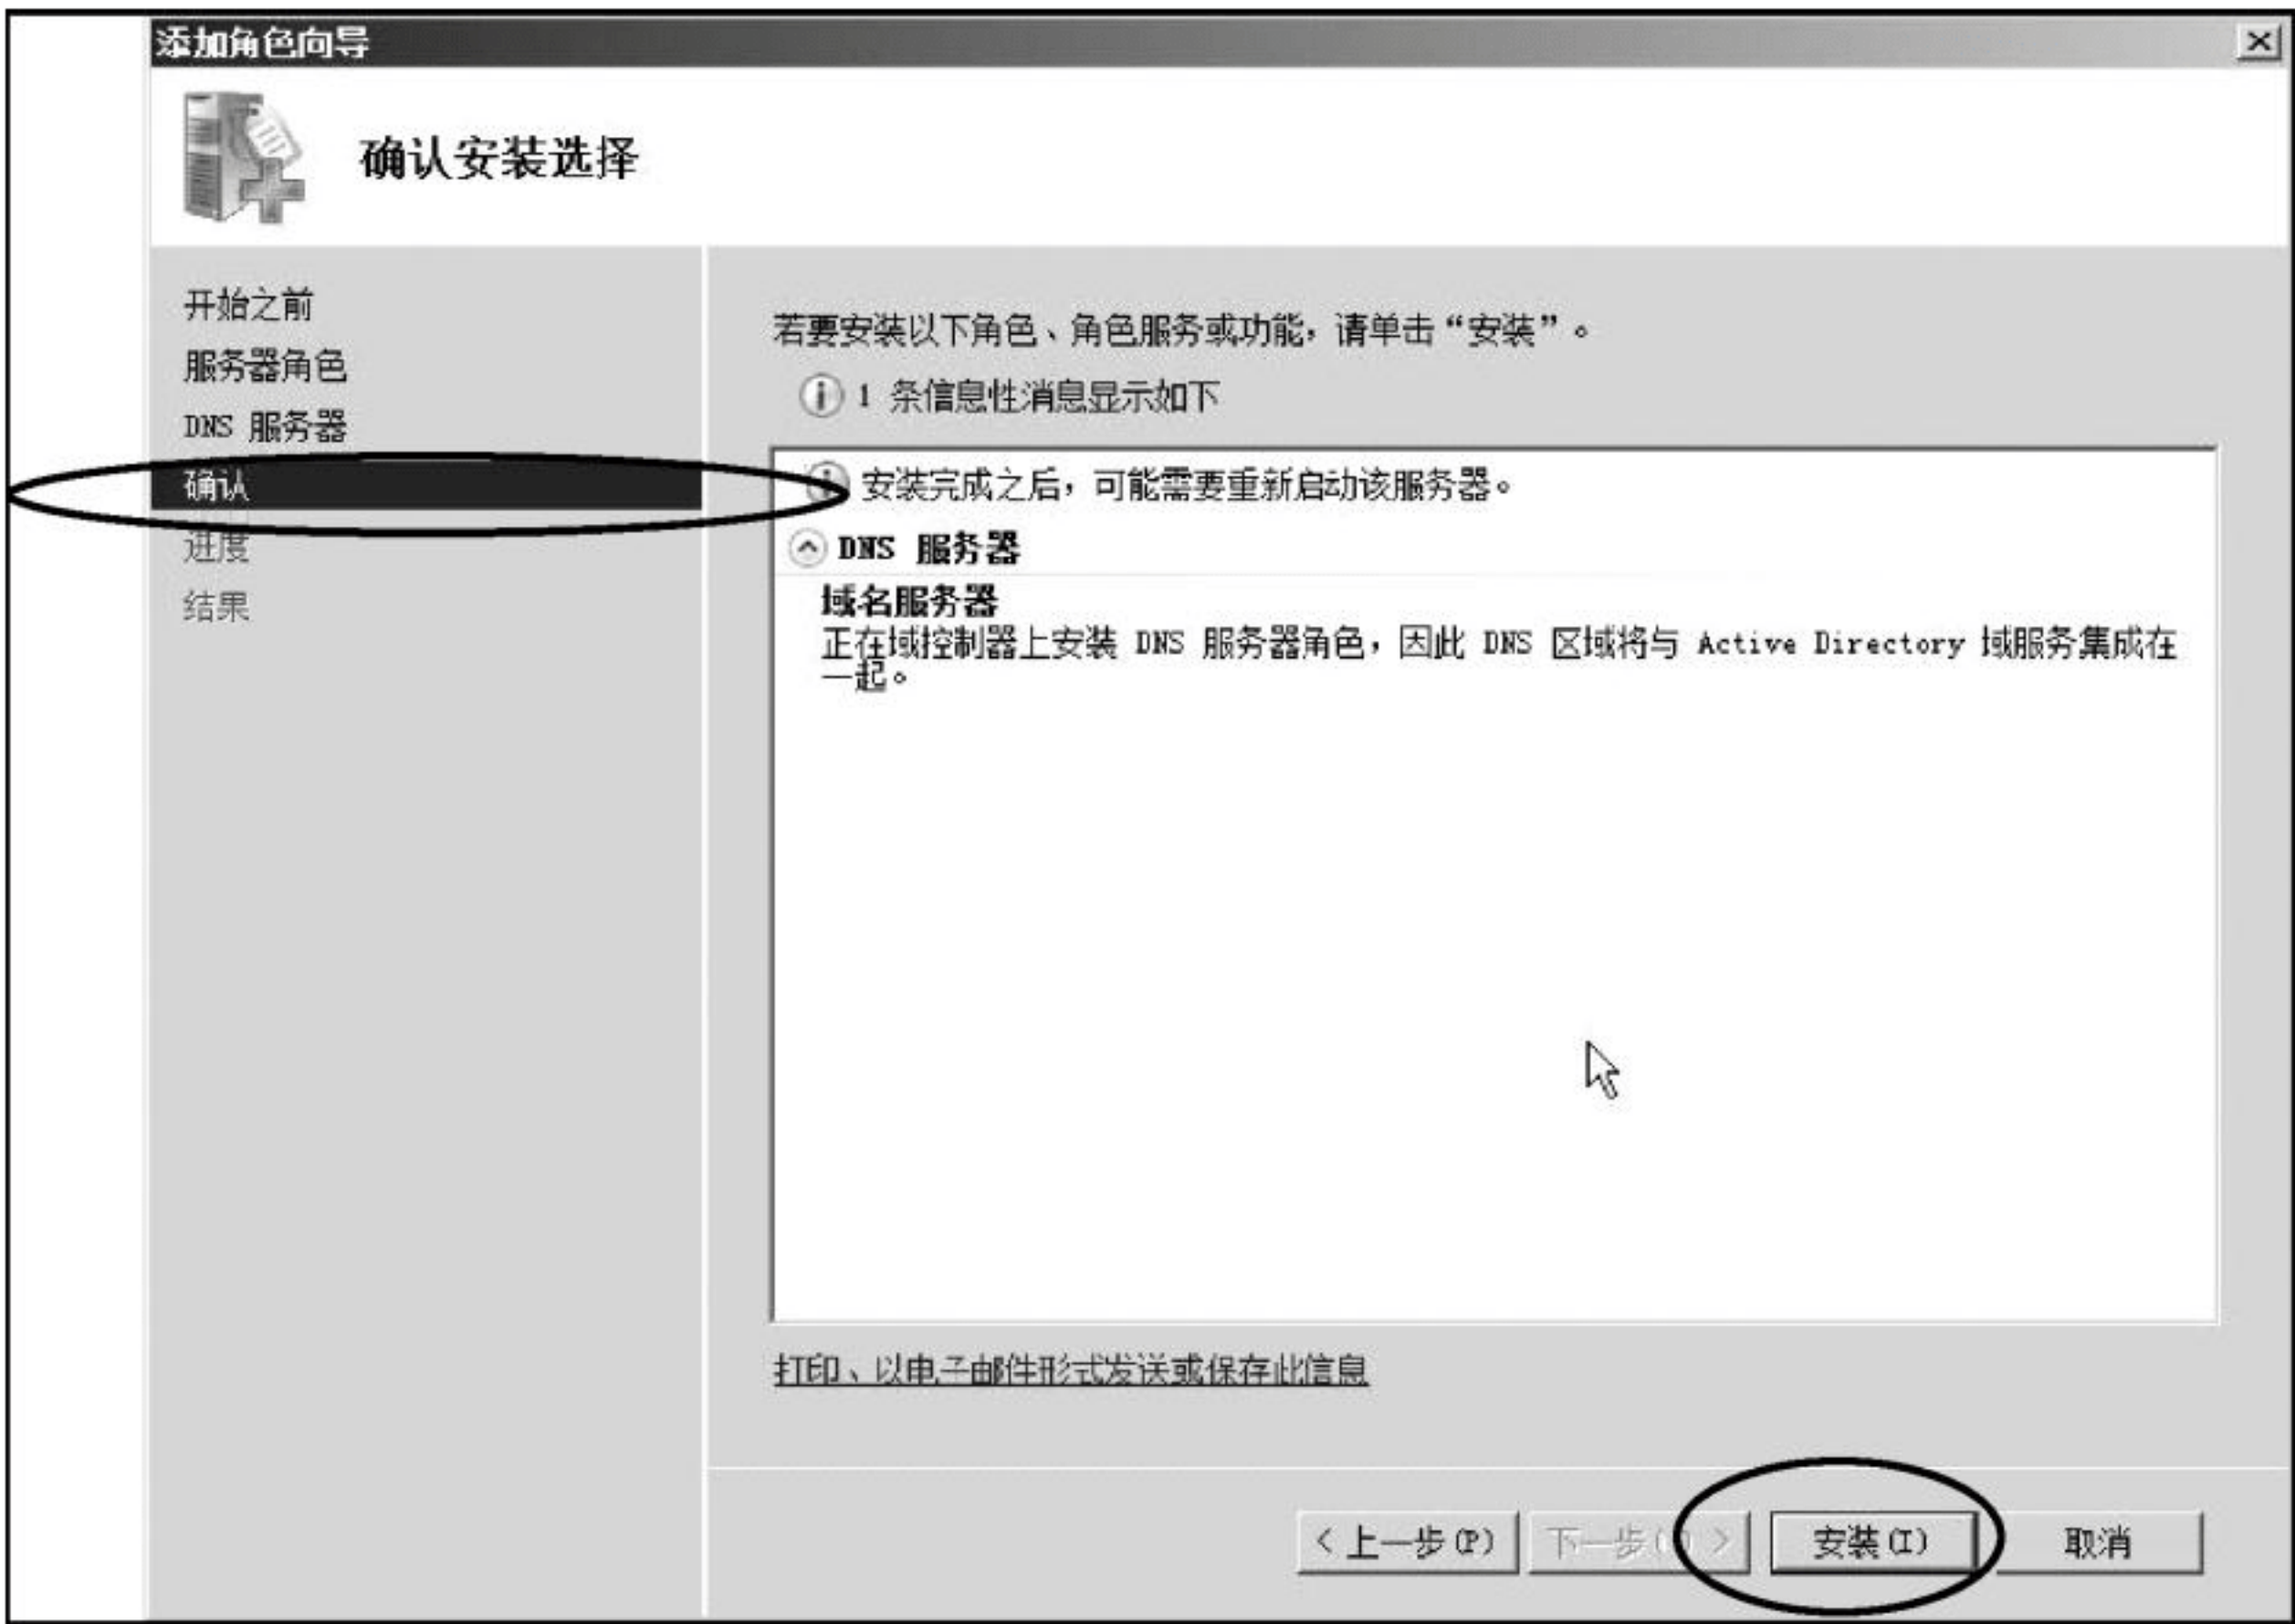 添加角色向导
确认安装选择
开始之前
服务器角色
DNS 服务器
确认
进度
结果
若要安装以下角色、角色服务或功能，请单击“安装”。
1 条信息性消息显示如下
安装完成之后，可能需要重新启动该服务器。
DNS 服务器
域名服务器
正在域控制器上安装 DNS 服务器角色，因此 DNS 区域将与 Active Directory 域服务集成在
一起。
打印、以电子邮件形式发送或保存此信息
< 上一步(P)
下一步( ) >
安装(I)
取消